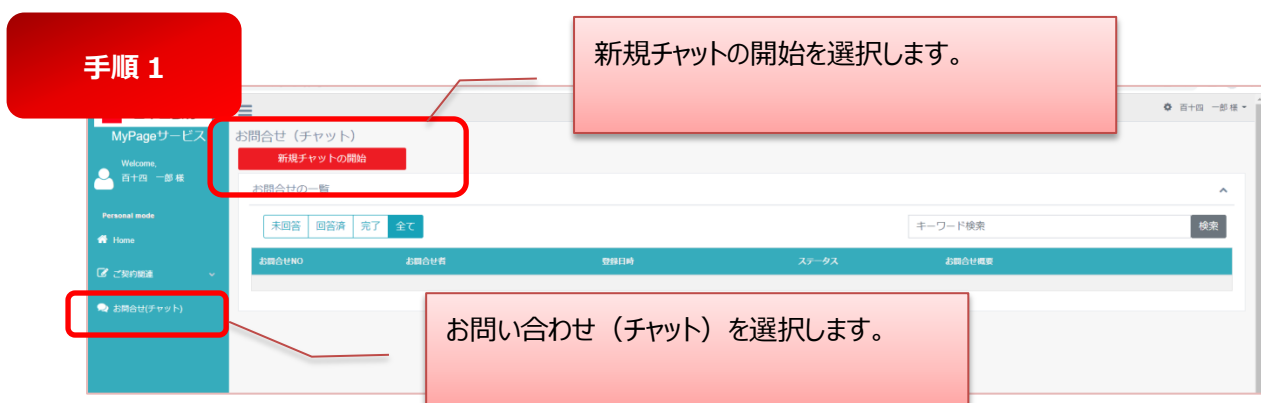 手順 1
新規チャットの開始を選択します。
MyPageサービス
Welcome,
百十四 一郎 様
Personal mode
Home
ご契約関連
お問合せ(チャット)
百十四 一郎 様
お問合せ（チャット）
新規チャットの開始
お問合せの一覧
未回答 回答済 完了 全て
キーワード検索 検索
お問合せNO お問合せ者 登録日時 ステータス お問合せ概要
お問い合わせ（チャット）を選択します。